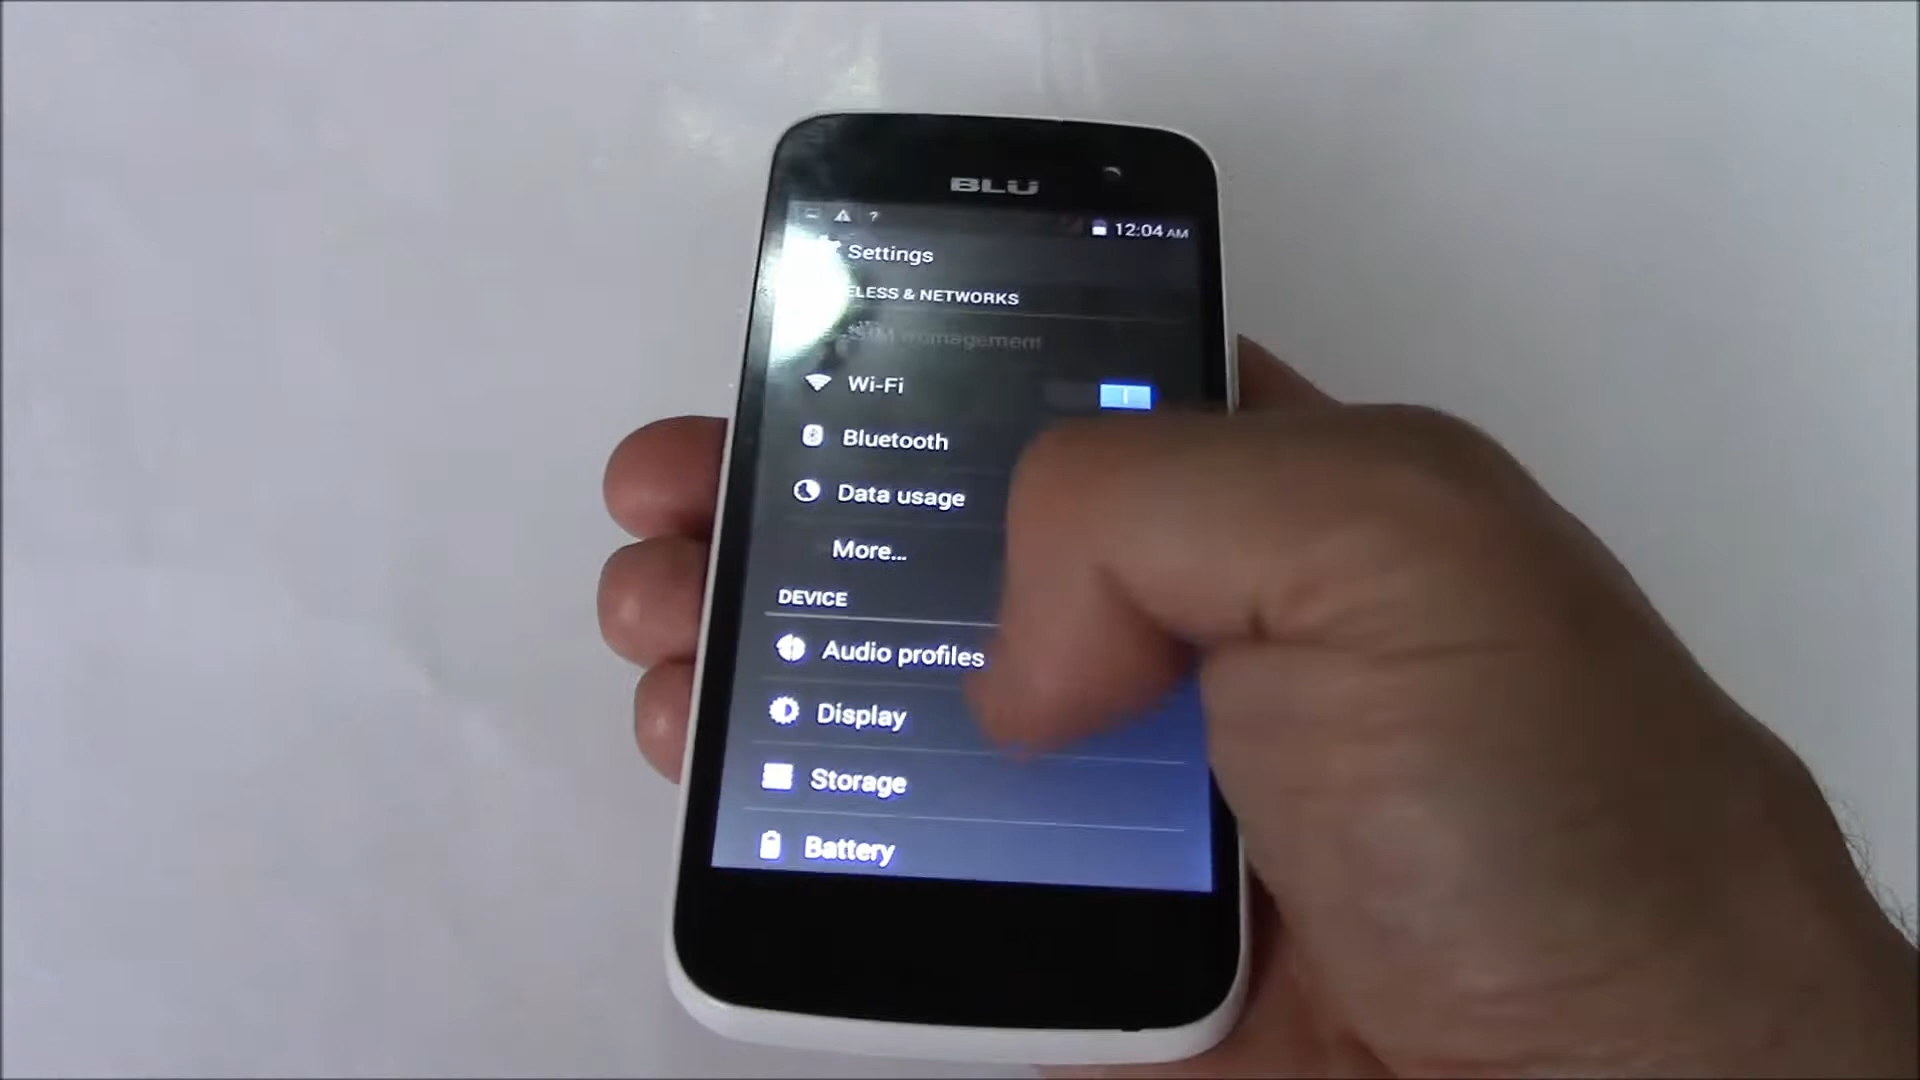 BLU
? 12:04 AM
Settings
ELESS & NETWORKS
Wi-Fi
Bluetooth
Data usage
More...
DEVICE
Audio profiles
Display
Storage
Battery